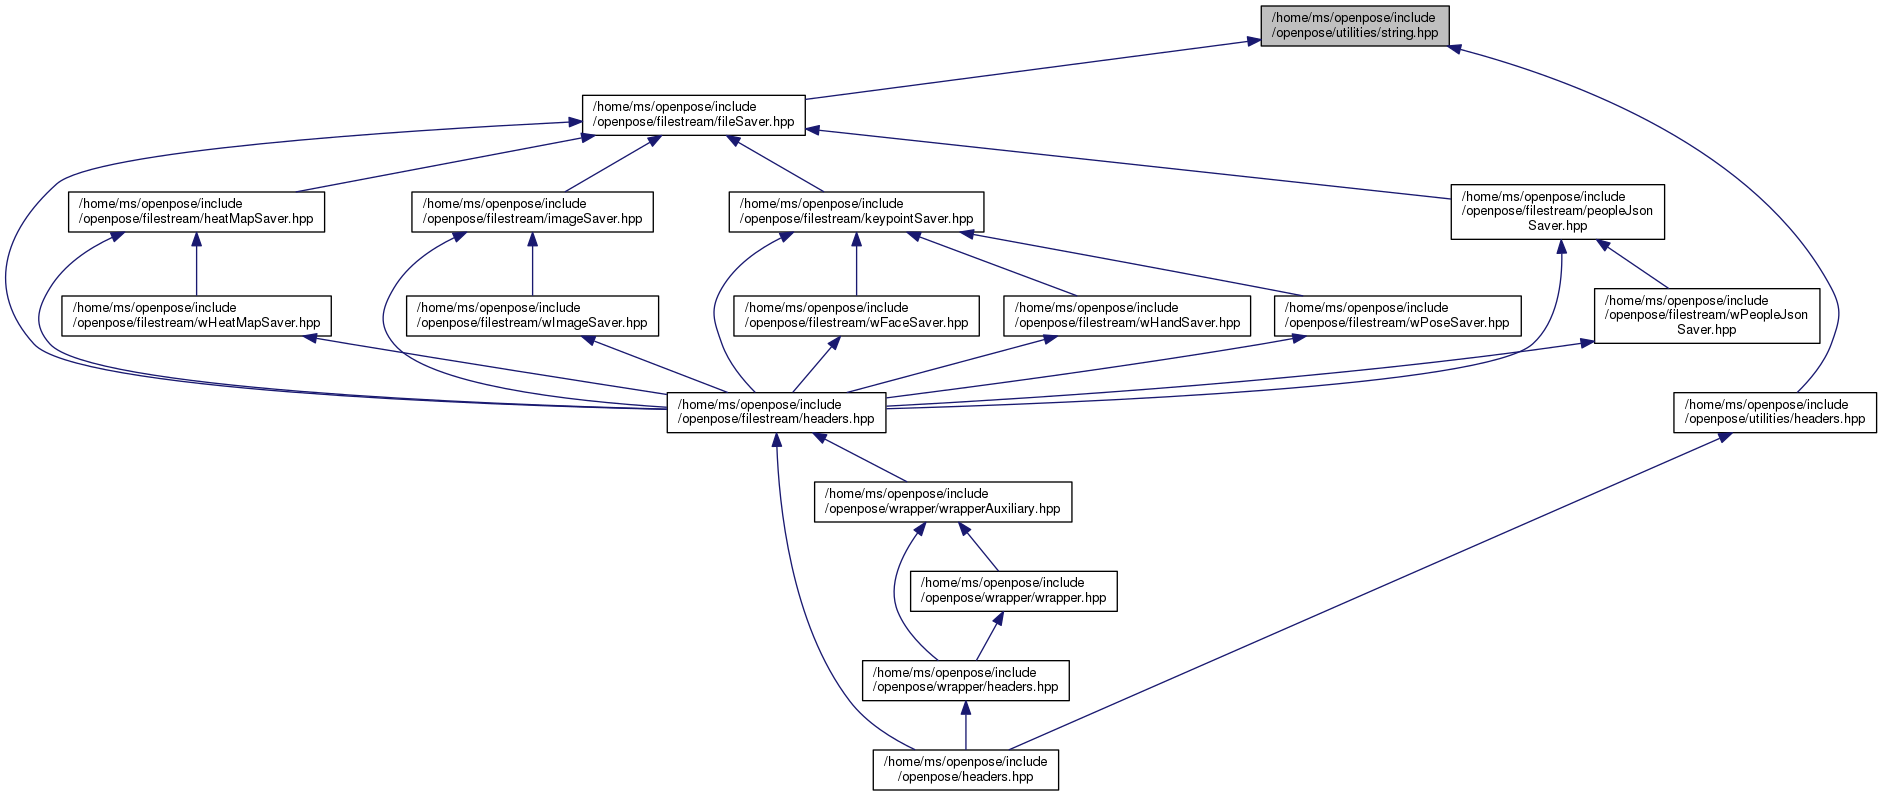 /home/ms/openpose/include
/openpose/utilities/string.hpp
/home/ms/openpose/include
/openpose/filestream/fileSaver.hpp
/home/ms/openpose/include
/openpose/filestream/heatMapSaver.hpp
/home/ms/openpose/include
/openpose/filestream/imageSaver.hpp
/home/ms/openpose/include
/openpose/filestream/keypointSaver.hpp
/home/ms/openpose/include
/openpose/filestream/peopleJson
Saver.hpp
/home/ms/openpose/include
/openpose/filestream/wHeatMapSaver.hpp
/home/ms/openpose/include
/openpose/filestream/wImageSaver.hpp
/home/ms/openpose/include
/openpose/filestream/wFaceSaver.hpp
/home/ms/openpose/include
/openpose/filestream/wHandSaver.hpp
/home/ms/openpose/include
/openpose/filestream/wPoseSaver.hpp
/home/ms/openpose/include
/openpose/filestream/wPeopleJson
Saver.hpp
/home/ms/openpose/include
/openpose/filestream/headers.hpp
/home/ms/openpose/include
/openpose/utilities/headers.hpp
/home/ms/openpose/include
/openpose/wrapper/wrapperAuxiliary.hpp
/home/ms/openpose/include
/openpose/wrapper/wrapper.hpp
/home/ms/openpose/include
/openpose/wrapper/headers.hpp
/home/ms/openpose/include
/openpose/headers.hpp